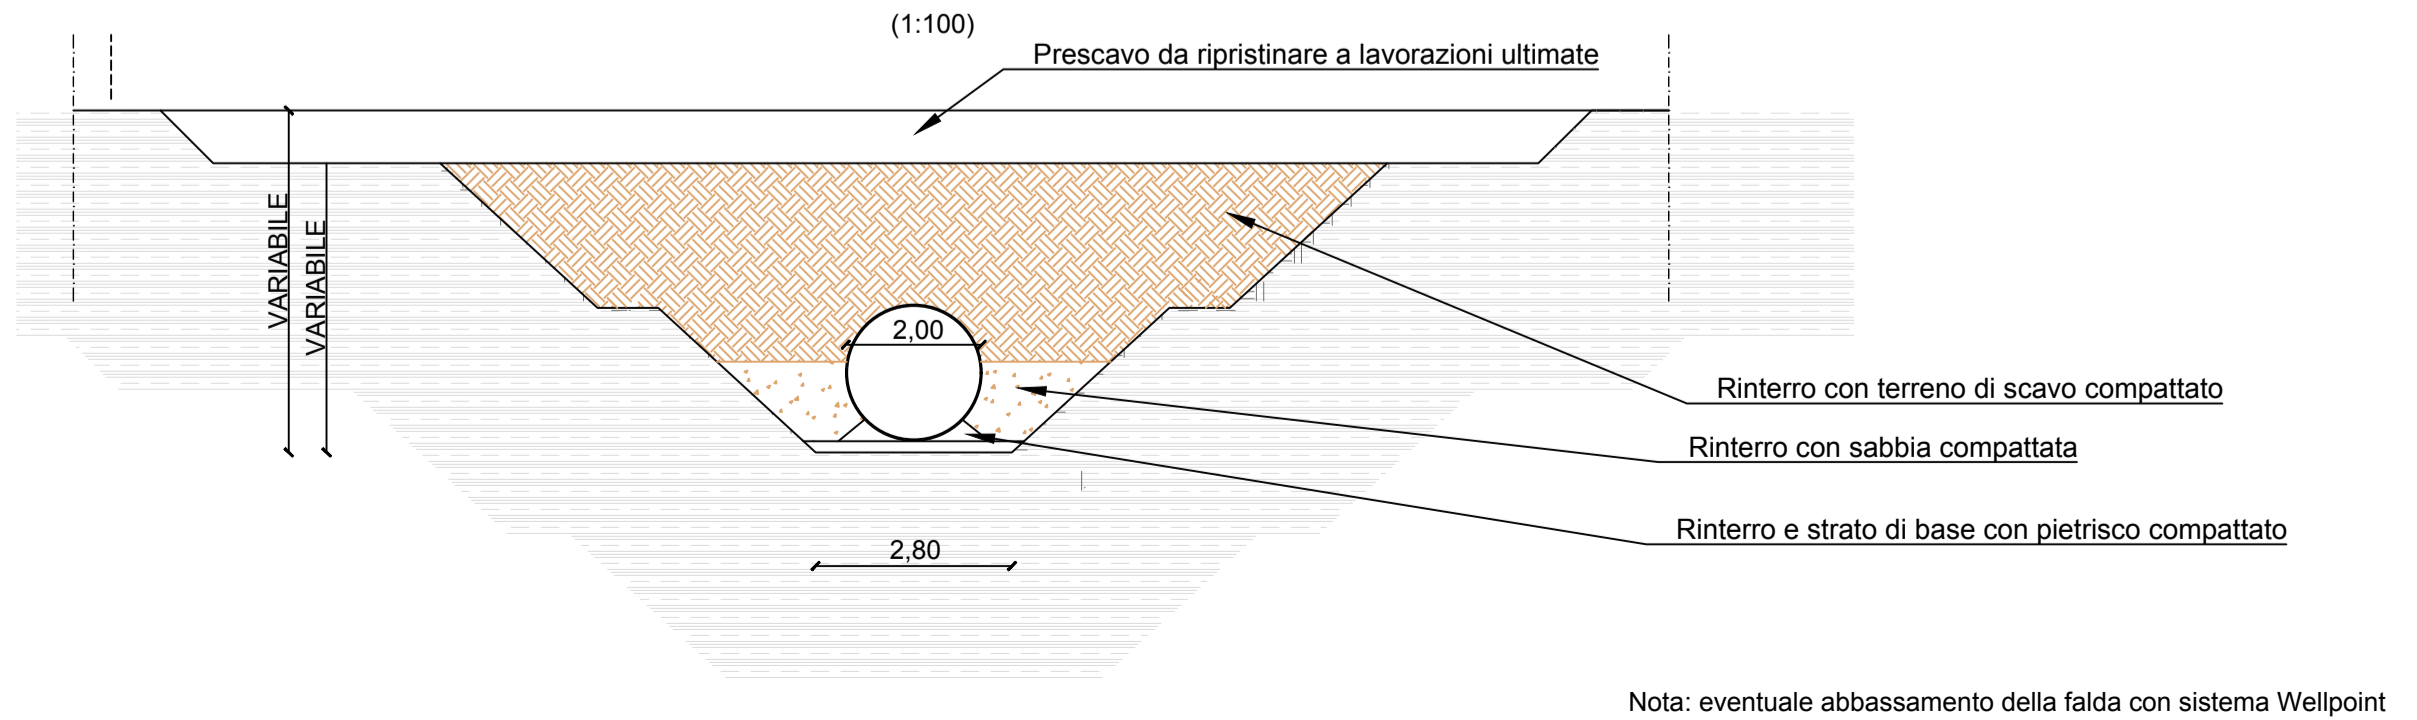 (1:100)
Prescavo da ripristinare a lavorazioni ultimate
VARIABILE
VARIABILE
2,00
Rinterro con terreno di scavo compattato
Rinterro con sabbia compattata
Rinterro e strato di base con pietrisco compattato
2,80
Nota: eventuale abbassamento della falda con sistema Wellpoint